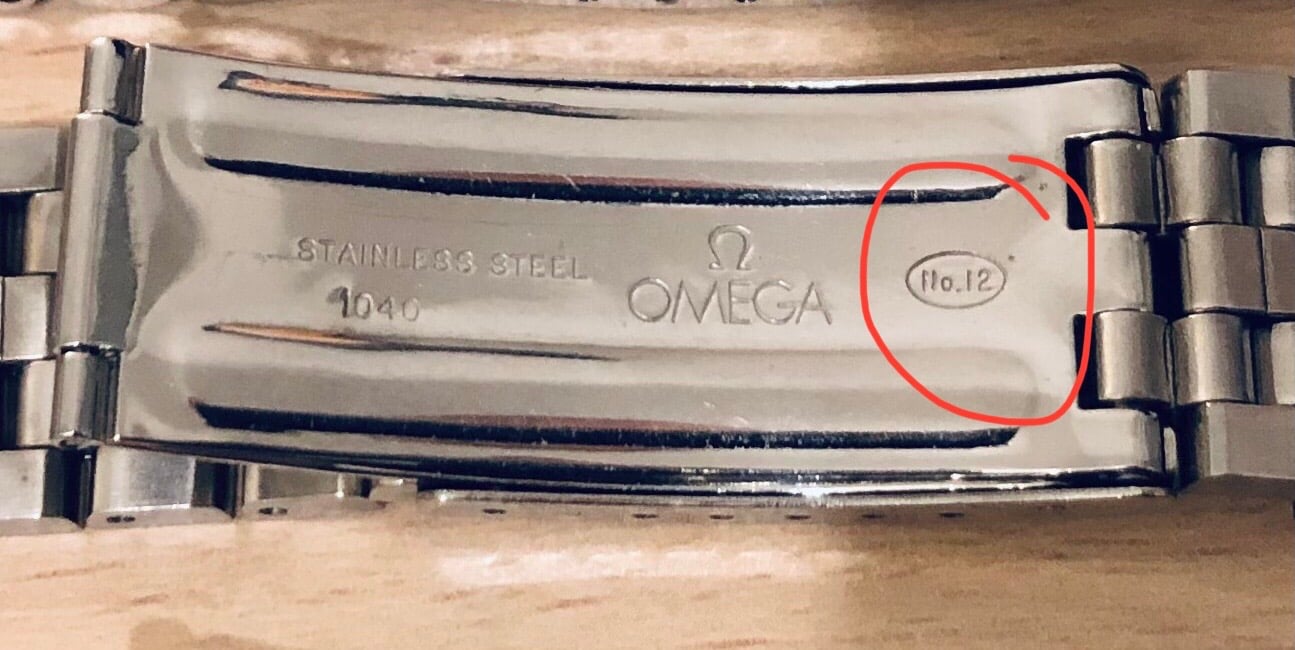 STAINLESS STEEL
1040
Ω
OMEGA
No.12